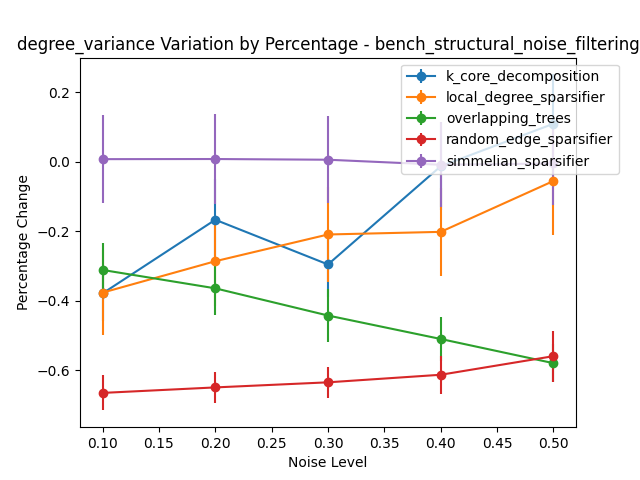 degree_variance Variation by Percentage - bench_structural_noise_filtering
k_core_decomposition
local_degree_sparsifier
overlapping_trees
random_edge_sparsifier
simmelian_sparsifier
Percentage Change
0.2
0.0
−0.2
−0.4
−0.6
0.10 0.15 0.20 0.25 0.30 0.35 0.40 0.45 0.50
Noise Level